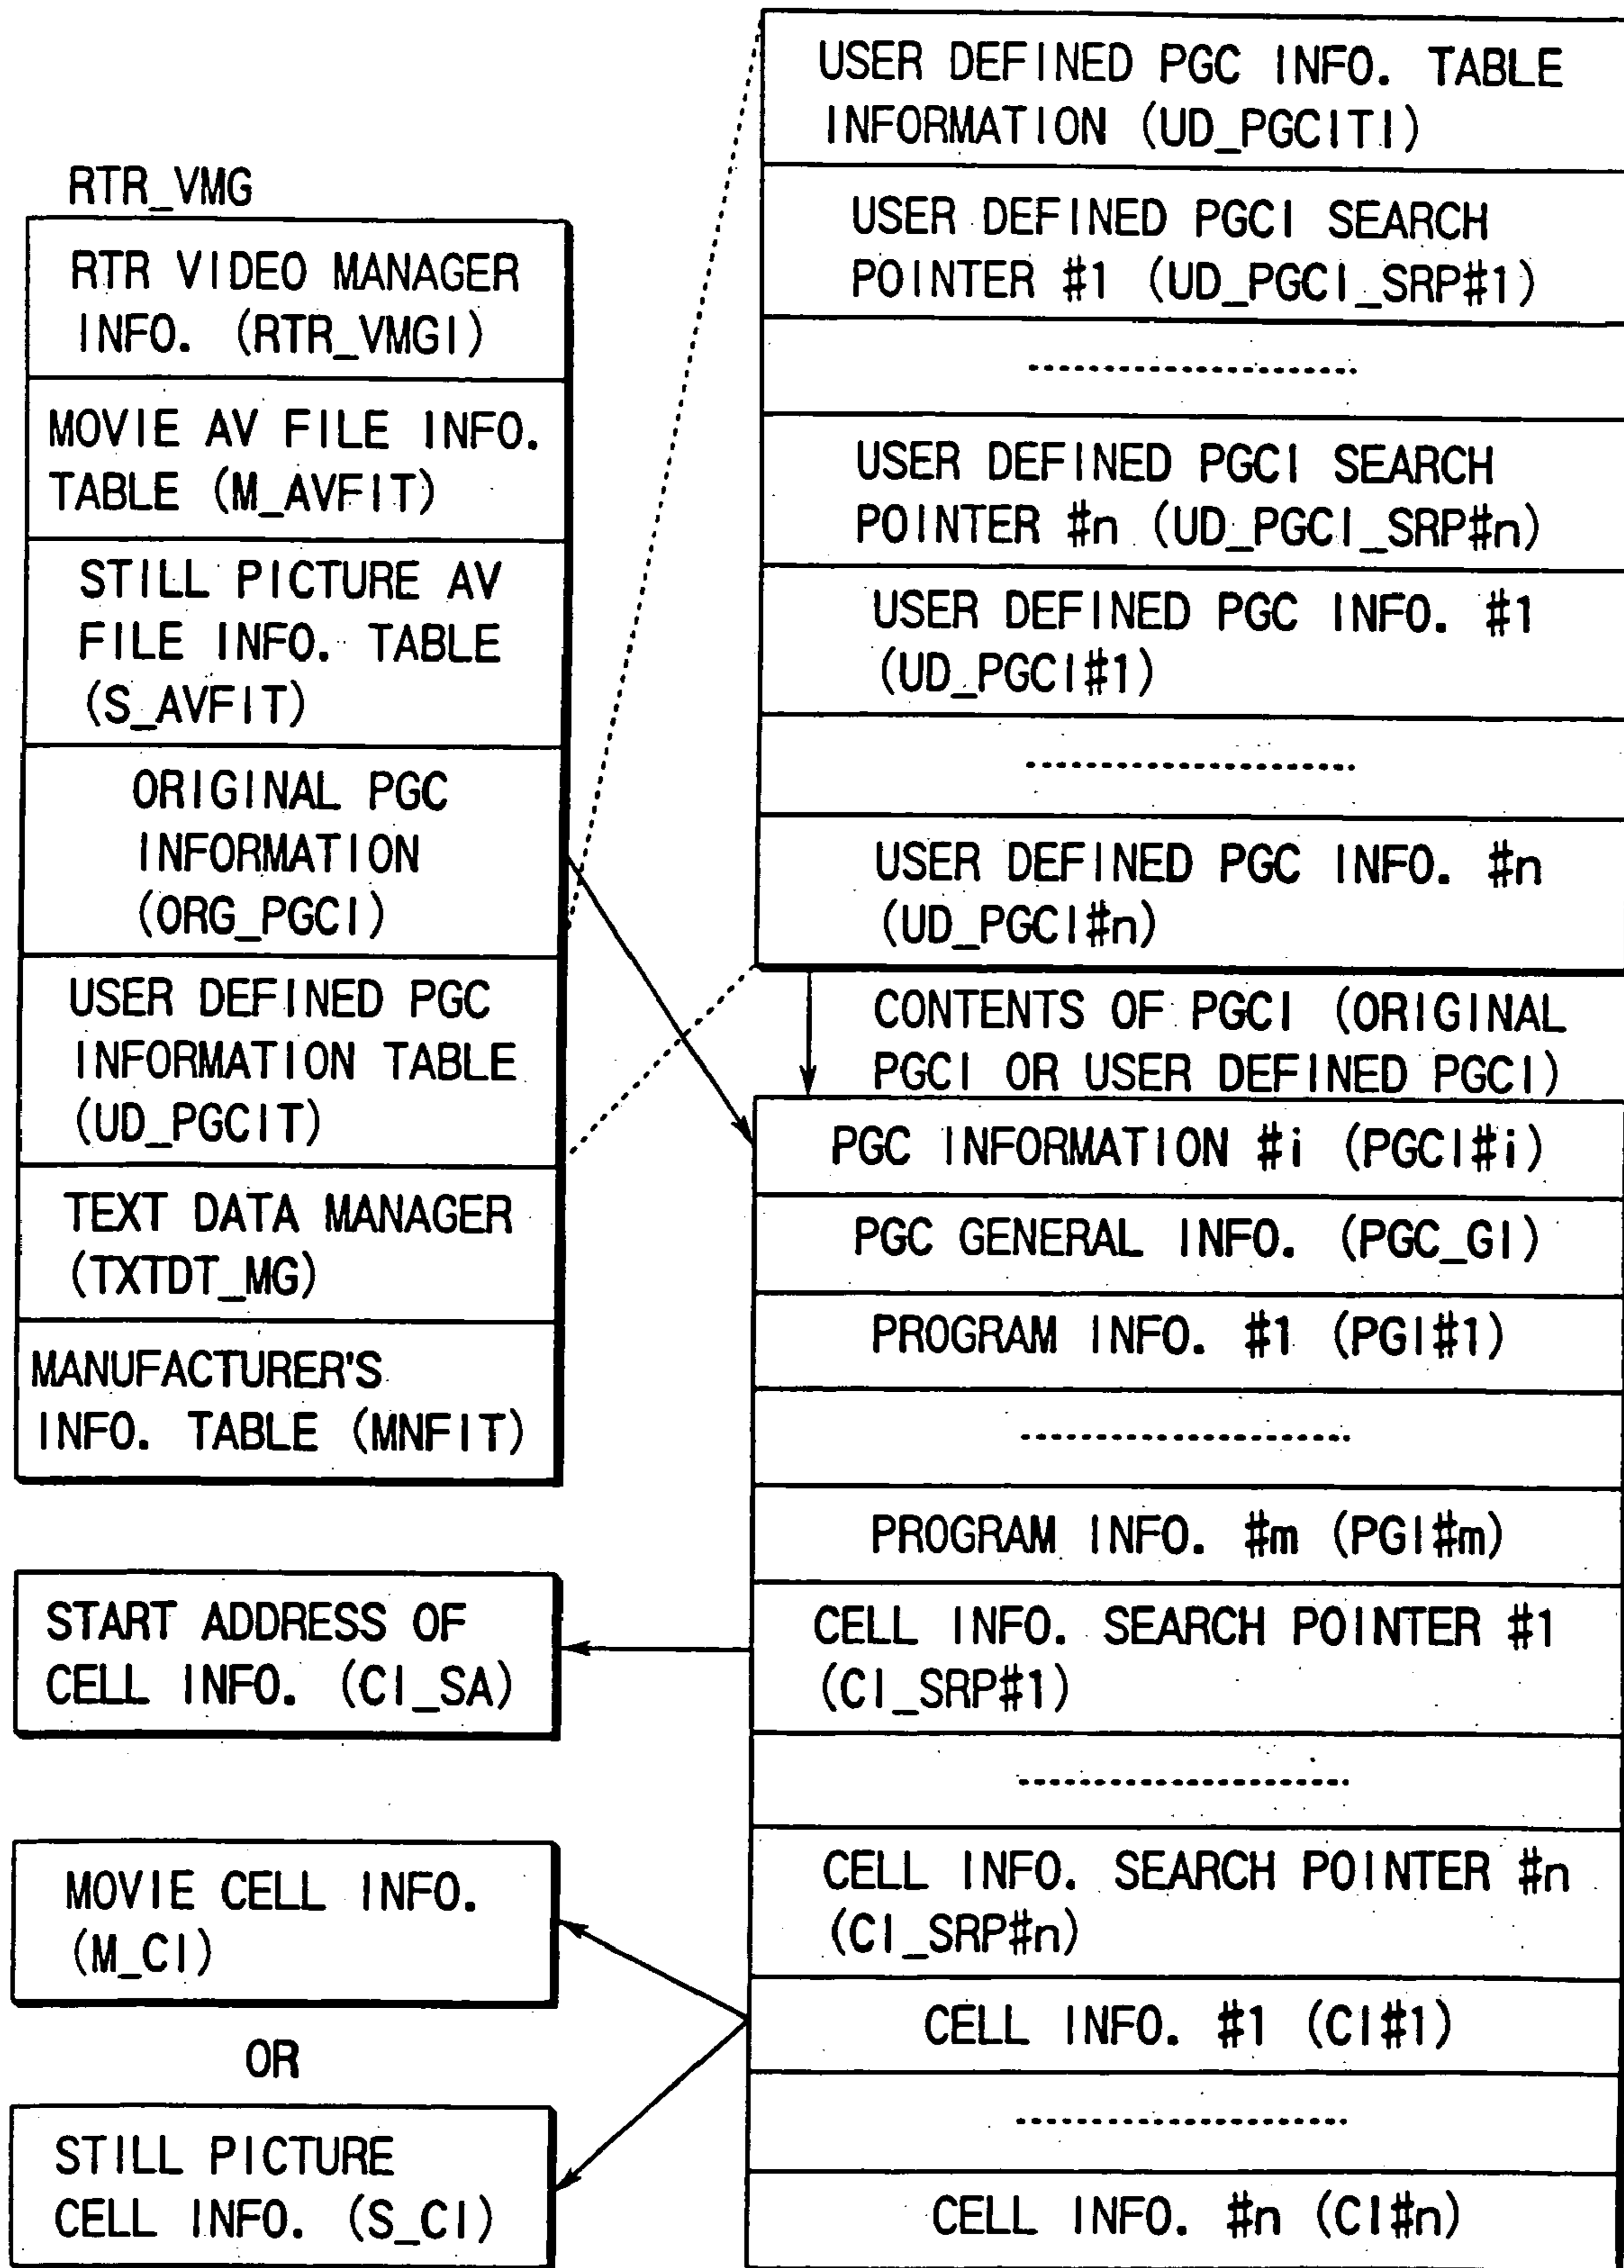 RTR_VMG
RTR VIDEO MANAGER
INFO. (RTR_VMGI)
MOVIE AV FILE INFO.
TABLE (M_AVFIT)
STILL PICTURE AV
FILE INFO. TABLE
(S_AVFIT)
ORIGINAL PGC
INFORMATION
(ORG_PGCI)
USER DEFINED PGC
INFORMATION TABLE
(UD_PGCIT)
TEXT DATA MANAGER
(TXTDT_MG)
MANUFACTURER'S
INFO. TABLE (MNFIT)
USER DEFINED PGC INFO. TABLE
INFORMATION (UD_PGCITI)
USER DEFINED PGCI SEARCH
POINTER #1 (UD_PGCI_SRP#1)
USER DEFINED PGCI SEARCH
POINTER #n (UD_PGCI_SRP#n)
USER DEFINED PGC INFO. #1
(UD_PGCI#1)
USER DEFINED PGC INFO. #n
(UD_PGCI#n)
CONTENTS OF PGCI (ORIGINAL
PGCI OR USER DEFINED PGCI)
PGC INFORMATION #i (PGCI#i)
PGC GENERAL INFO. (PGC_GI)
PROGRAM INFO. #1 (PGI#1)
PROGRAM INFO. #m (PGI#m)
CELL INFO. SEARCH POINTER #1
(CI_SRP#1)
CELL INFO. SEARCH POINTER #n
(CI_SRP#n)
CELL INFO. #1 (CI#1)
CELL INFO. #n (CI#n)
START ADDRESS OF
CELL INFO. (CI_SA)
MOVIE CELL INFO.
(M_CI)
OR
STILL PICTURE
CELL INFO. (S_CI)